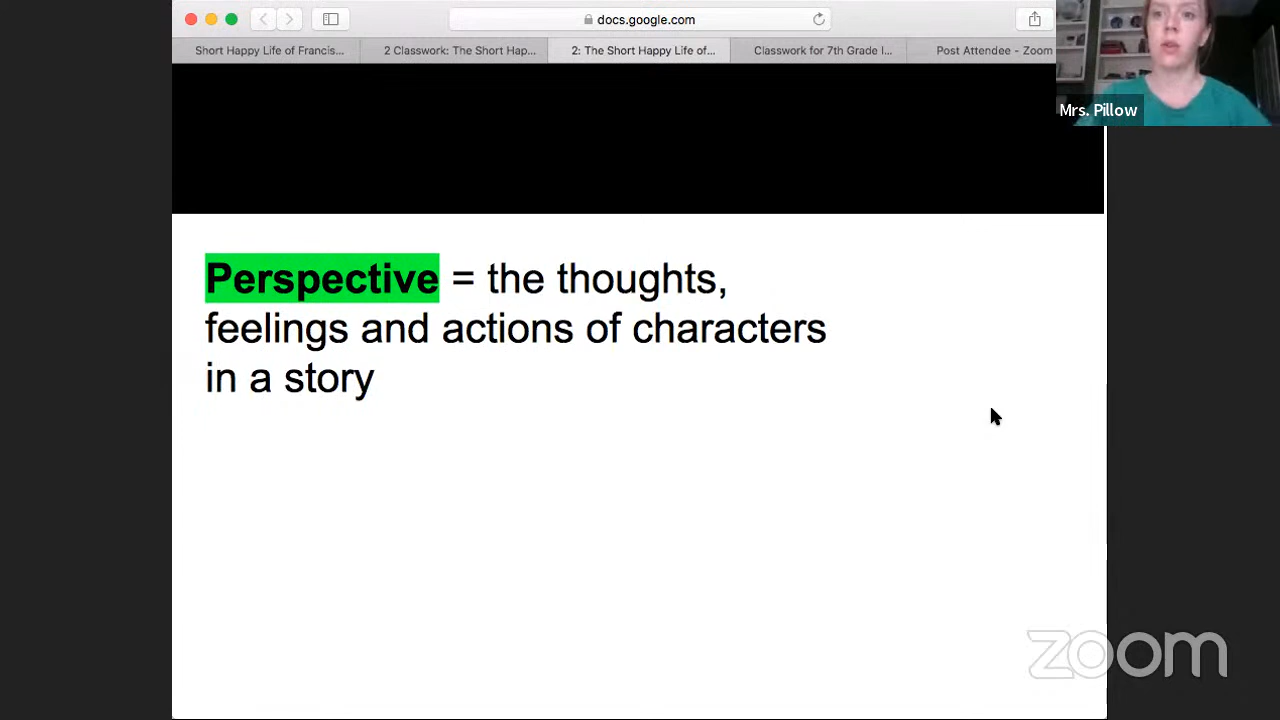 docs.google.com
Short Happy Life of Francis...
2 Classwork: The Short Hap...
2: The Short Happy Life of...
Classwork for 7th Grade I...
Post Attendee - Zoom
Mrs. Pillow
Perspective = the thoughts,
feelings and actions of characters
in a story
zoom